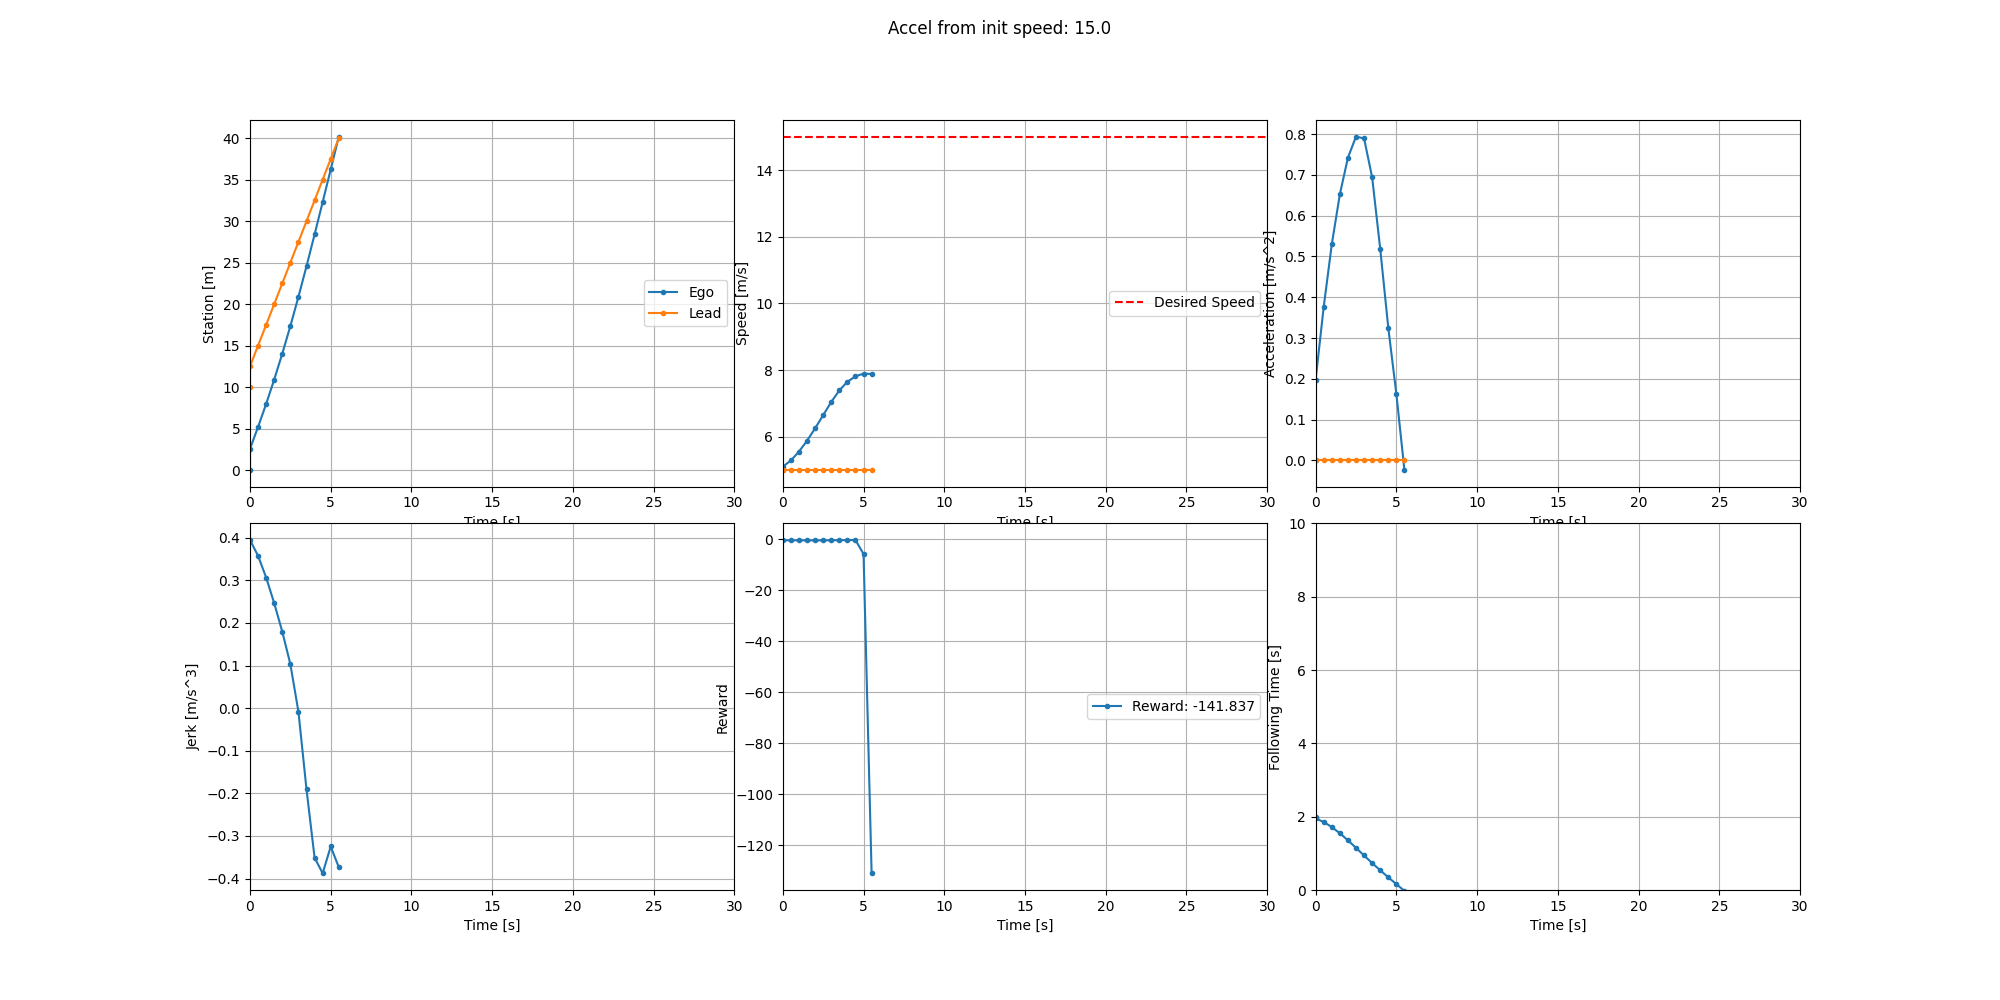 Accel from init speed: 15.0
Station [m]
40
35
30
25
20
15
10
5
0
Ego
Lead
0 5 10 15 20 25 30
Time [s]
Speed [m/s]
14
12
10
8
6
Desired Speed
0 5 10 15 20 25 30
Time [s]
Acceleration [m/s^2]
0.8
0.7
0.6
0.5
0.4
0.3
0.2
0.1
0.0
0 5 10 15 20 25 30
Time [s]
Jerk [m/s^3]
0.4
0.3
0.2
0.1
0.0
−0.1
−0.2
−0.3
−0.4
0 5 10 15 20 25 30
Time [s]
Reward
0
−20
−40
−60
−80
−100
−120
Reward: -141.837
0 5 10 15 20 25 30
Time [s]
Following Time [s]
10
8
6
4
2
0
0 5 10 15 20 25 30
Time [s]